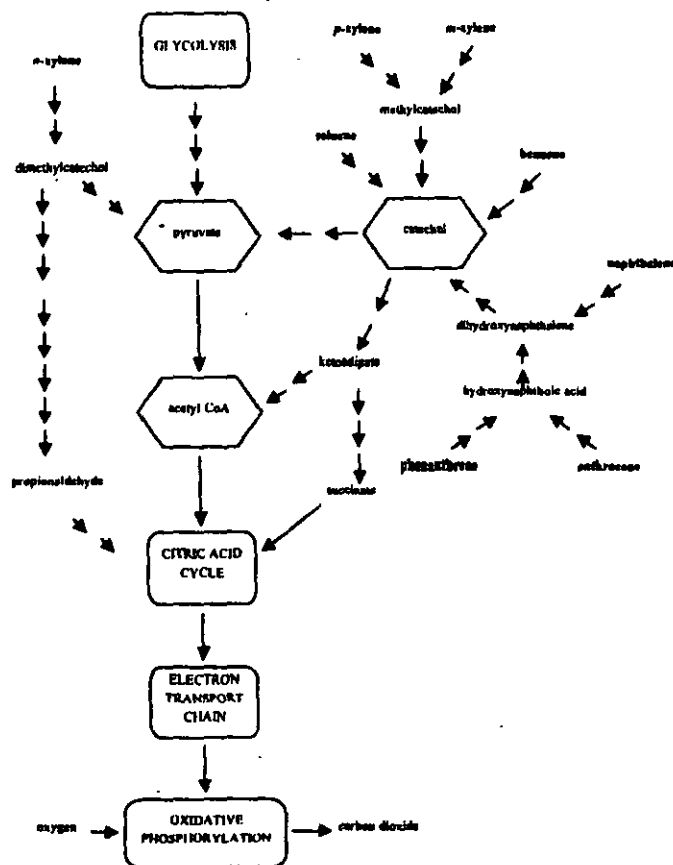 p-xylene
m-xylene
GLYCOLYSIS
o-xylene
methylcatechol
toluene
benzene
dimethylcatechol
pyruvate
catechol
naphthalene
dihydroxynaphthalene
ketoadipate
hydroxynaphthoic acid
acetyl CoA
phenanthrene
anthracene
propionaldehyde
succinate
CITRIC ACID
CYCLE
ELECTRON
TRANSPORT
CHAIN
OXIDATIVE
PHOSPHORYLATION
oxygen
carbon dioxide